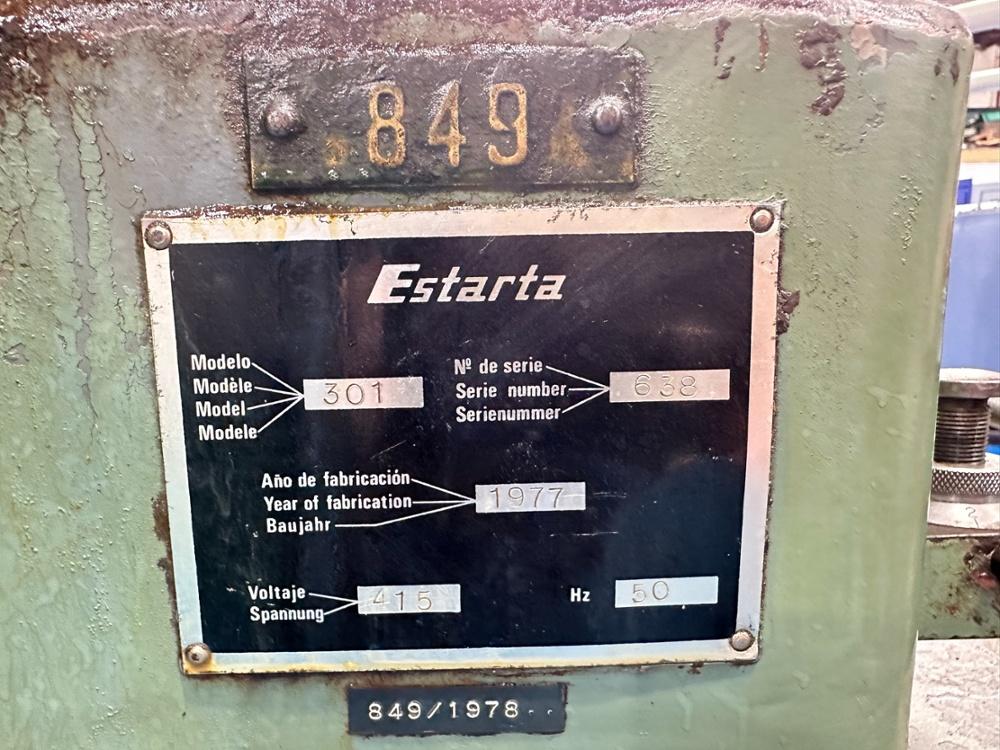 849
Estarta
Modelo
Modèle
Model
Modele
301
Nº de serie
Serie number
Serienummer
638
Año de fabricación
Year of fabrication
Baujahr
1977
Voltaje
Spannung
415
Hz 50
849/1978